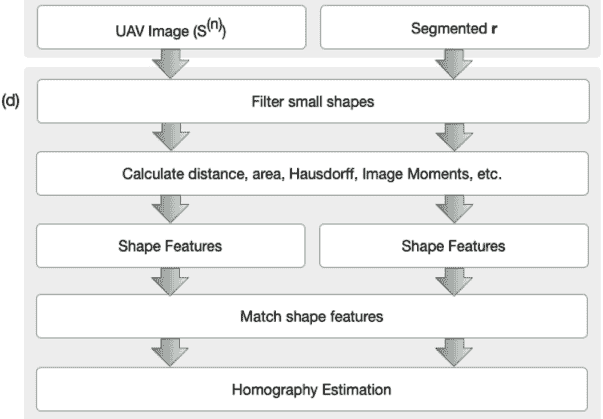 UAV Image (S(n))
Segmented r
(d)
Filter small shapes
Calculate distance, area, Hausdorff, Image Moments, etc.
Shape Features
Shape Features
Match shape features
Homography Estimation